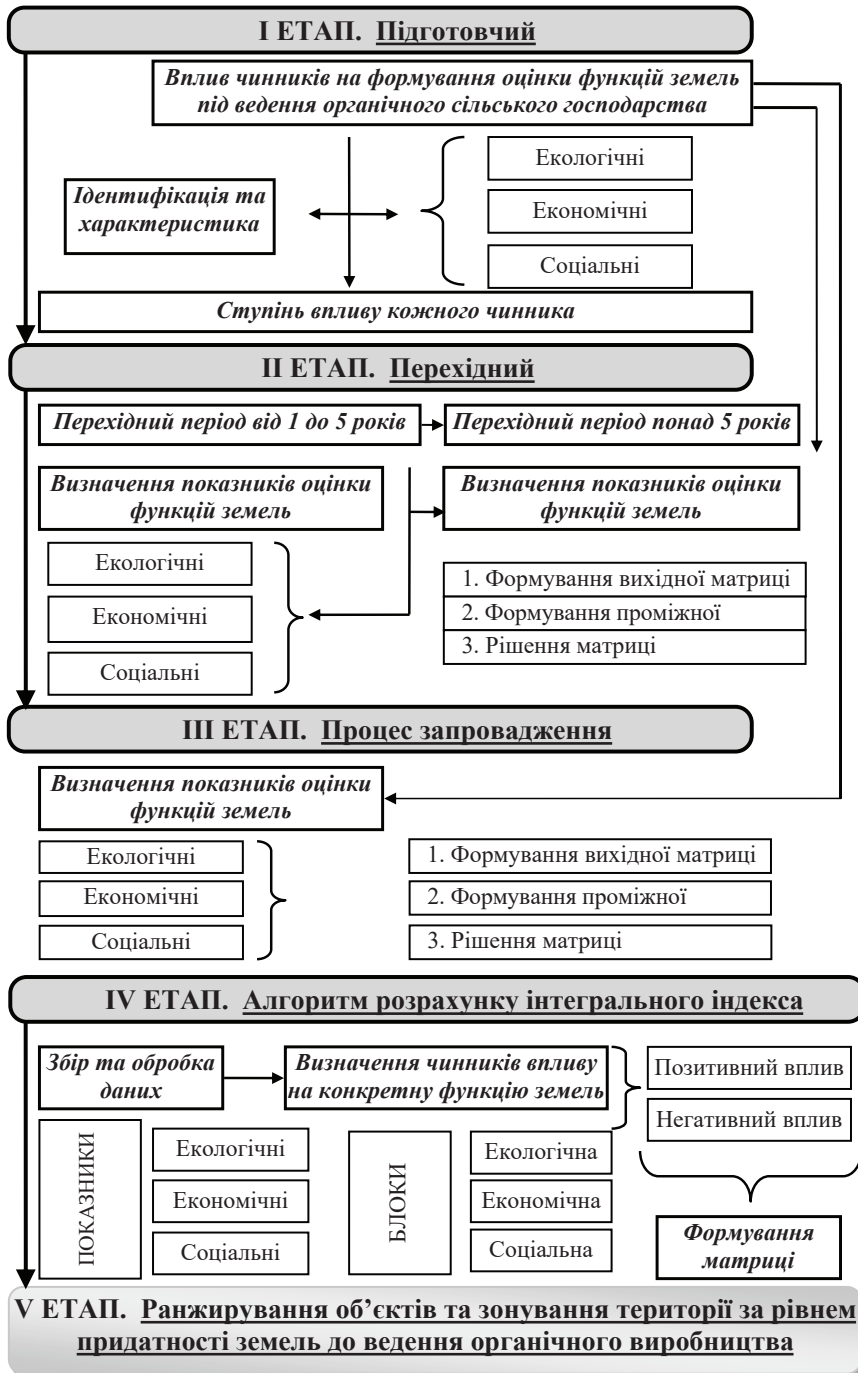 І ЕТАП. Підготовчий
Вплив чинників на формування оцінки функцій земель
під ведення органічного сільського господарства
Ідентифікація та
характеристика
Екологічні
Економічні
Соціальні
Ступінь впливу кожного чинника
ІІ ЕТАП. Перехідний
Перехідний період від 1 до 5 років
Перехідний період понад 5 років
Визначення показників оцінки
функцій земель
Визначення показників оцінки
функцій земель
Екологічні
Економічні
Соціальні
1. Формування вихідної матриці
2. Формування проміжної
3. Рішення матриці
ІІІ ЕТАП. Процес запровадження
Визначення показників оцінки
функцій земель
Екологічні
Економічні
Соціальні
1. Формування вихідної матриці
2. Формування проміжної
3. Рішення матриці
IV ЕТАП. Алгоритм розрахунку інтегрального індекса
Збір та обробка
даних
Визначення чинників впливу
на конкретну функцію земель
Позитивний вплив
Негативний вплив
ПОКАЗНИКИ
Екологічні
Економічні
Соціальні
БЛОКИ
Екологічна
Економічна
Соціальна
Формування
матриці
V ЕТАП. Ранжирування об’єктів та зонування території за рівнем
придатності земель до ведення органічного виробництва